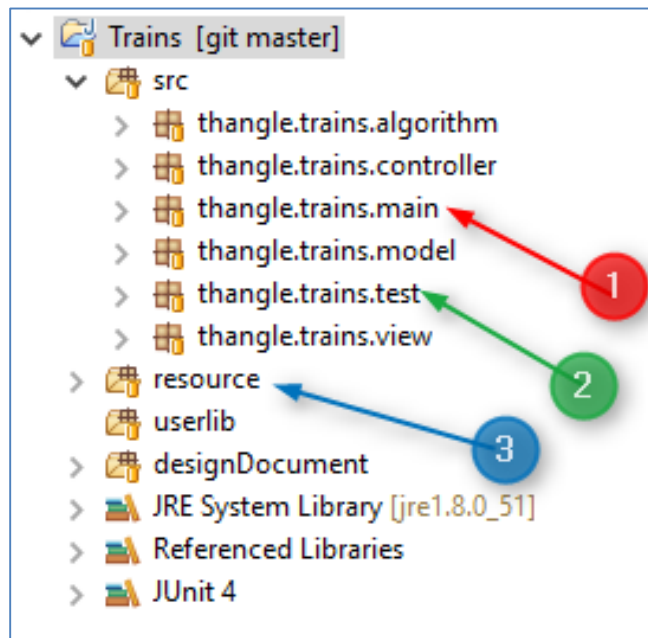 Trains [git master]
src
thangle.trains.algorithm
thangle.trains.controller
thangle.trains.main
thangle.trains.model
1
thangle.trains.test
thangle.trains.view
2
resource
userlib
3
designDocument
JRE System Library [jre1.8.0_51]
Referenced Libraries
JUnit 4